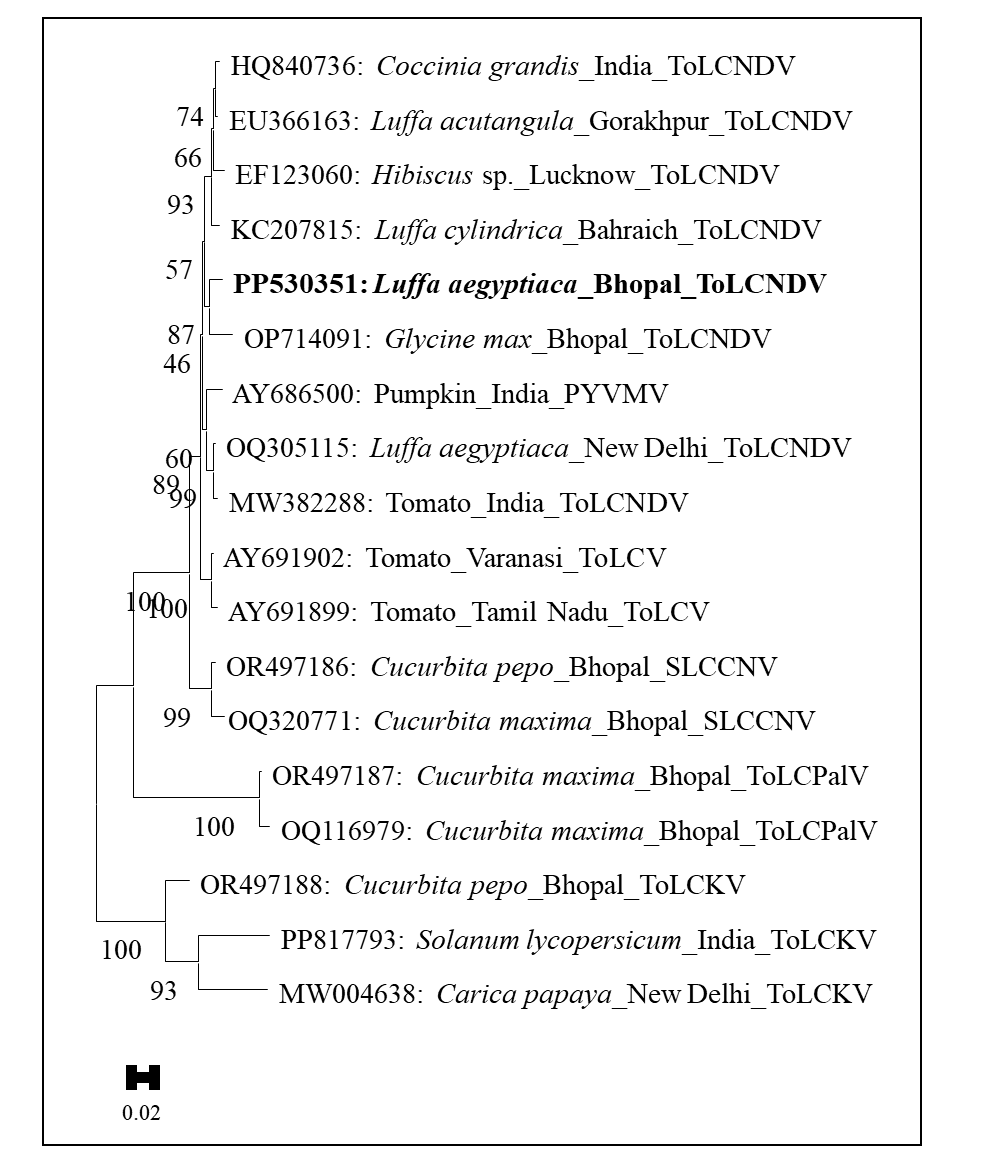 HQ840736: Coccinia grandis_India_ToLCNDV
74
EU366163: Luffa acutangula_Gorakhpur_ToLCNDV
66
EF123060: Hibiscus sp._Lucknow_ToLCNDV
93
KC207815: Luffa cylindrica_Bahraich_ToLCNDV
57
PP530351: Luffa aegyptiaca_Bhopal_ToLCNDV
87
OP714091: Glycine max_Bhopal_ToLCNDV
46
AY686500: Pumpkin_India_PYVMV
OQ305115: Luffa aegyptiaca_New Delhi_ToLCNDV
60
89
99
MW382288: Tomato_India_ToLCNDV
AY691902: Tomato_Varanasi_ToLCV
100
100
AY691899: Tomato_Tamil Nadu_ToLCV
OR497186: Cucurbita pepo_Bhopal_SLCCNV
99
OQ320771: Cucurbita maxima_Bhopal_SLCCNV
OR497187: Cucurbita maxima_Bhopal_ToLCPalV
100
OQ116979: Cucurbita maxima_Bhopal_ToLCPalV
OR497188: Cucurbita pepo_Bhopal_ToLCKV
PP817793: Solanum lycopersicum_India_ToLCKV
100
93
MW004638: Carica papaya_New Delhi_ToLCKV
0.02